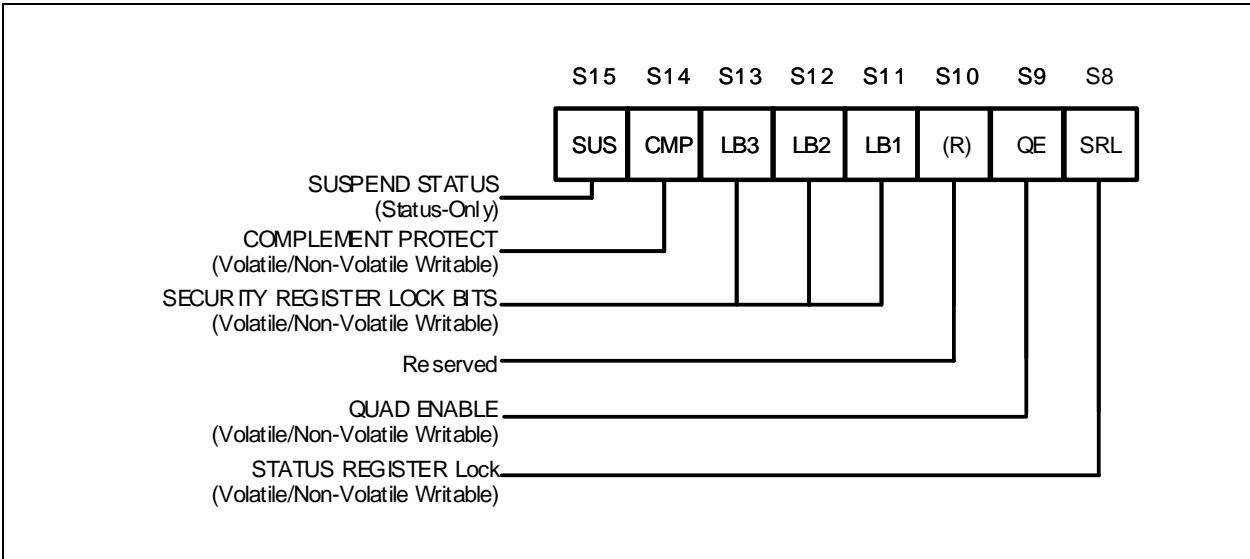 S15 S14 S13 S12 S11 S10 S9 S8
SUS CMP LB3 LB2 LB1 (R) QE SRL
SUSPEND STATUS
(Status-Only)
COMPLEMENT PROTECT
(Volatile/Non-Volatile Writable)
SECURITY REGISTER LOCK BITS
(Volatile/Non-Volatile Writable)
Reserved
QUAD ENABLE
(Volatile/Non-Volatile Writable)
STATUS REGISTER Lock
(Volatile/Non-Volatile Writable)